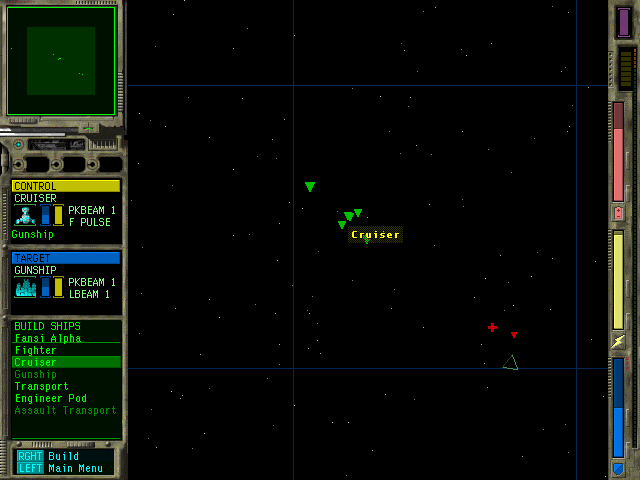 CONTROL
CRUISER
PKBEAM 1
F PULSE
Gunship
TARGET
GUNSHIP
PKBEAM 1
LBEAM 1
BUILD SHIPS
Fansi Alpha
Fighter
Cruiser
Gunship
Transport
Engineer Pod
Assault Transport
RGHT Build
LEFT Main Menu
Cruiser